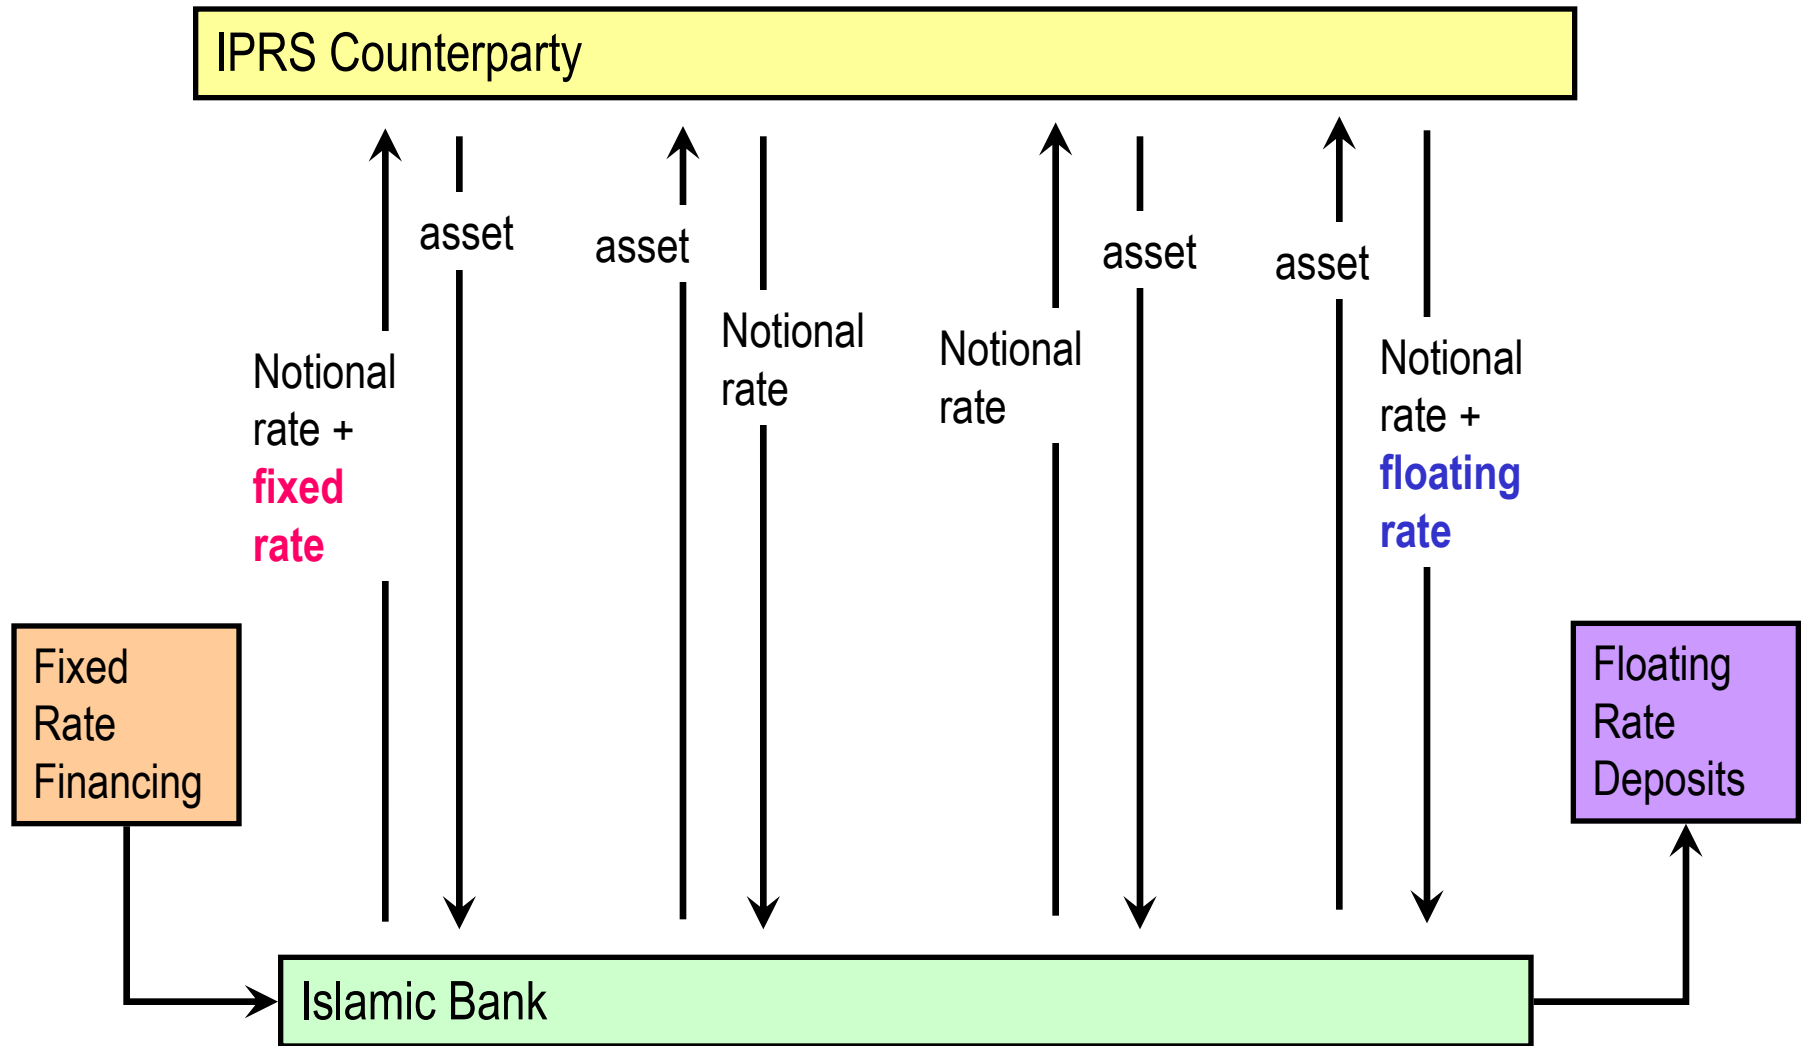 IPRS Counterparty
asset
asset
asset
asset
Notional
rate +
fixed
rate
Notional
rate
Notional
rate
Notional
rate +
floating
rate
Fixed
Rate
Financing
Floating
Rate
Deposits
Islamic Bank